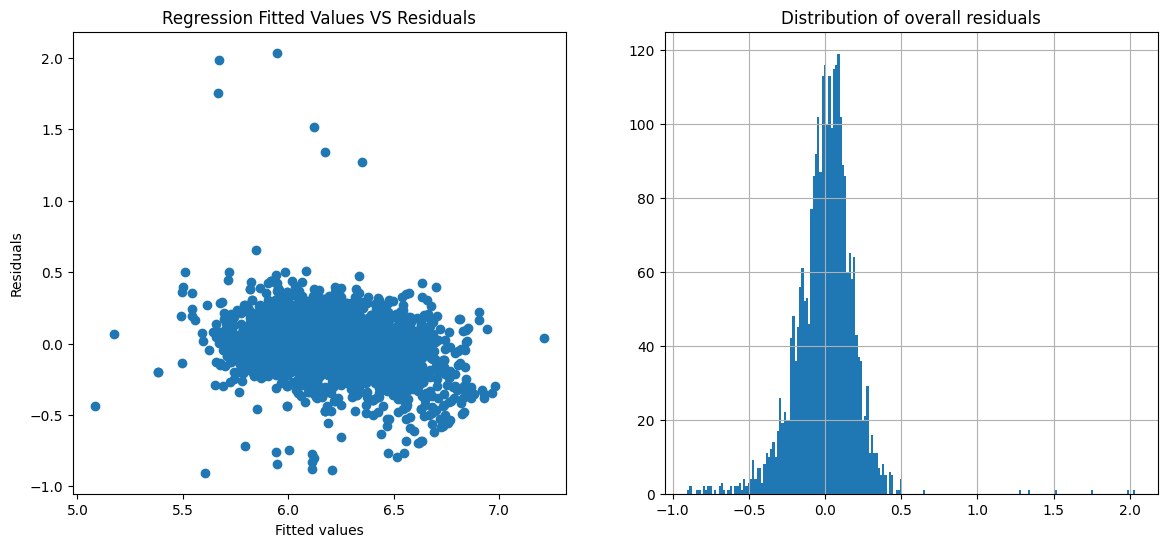 Regression Fitted Values VS Residuals
2.0
1.5
1.0
0.5
0.0
−0.5
−1.0
Residuals
5.0 5.5 6.0 6.5 7.0
Fitted values
Distribution of overall residuals
120
100
80
60
40
20
0
−1.0 −0.5 0.0 0.5 1.0 1.5 2.0